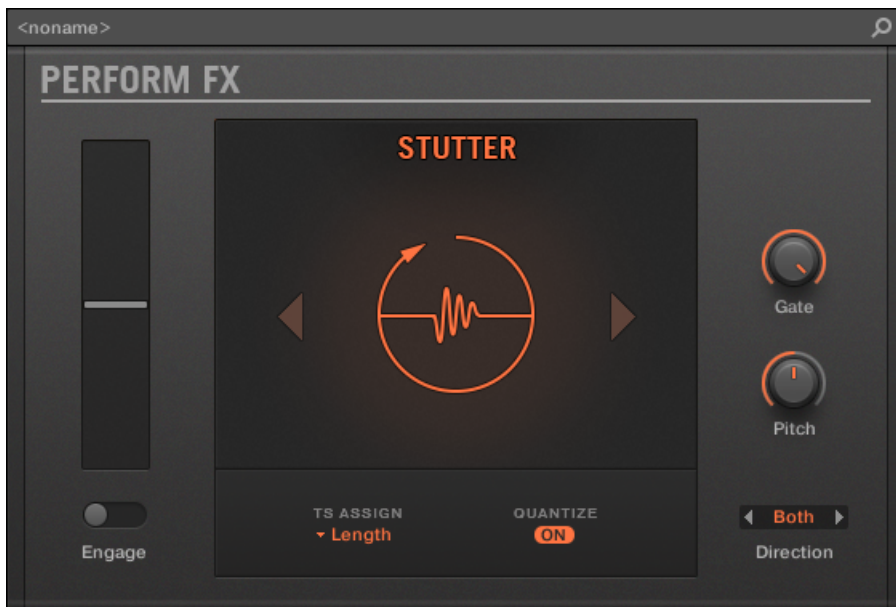 <noname>
PERFORM FX
STUTTER
Gate
Pitch
TS ASSIGN
QUANTIZE
Length
ON
Both
Engage
Direction